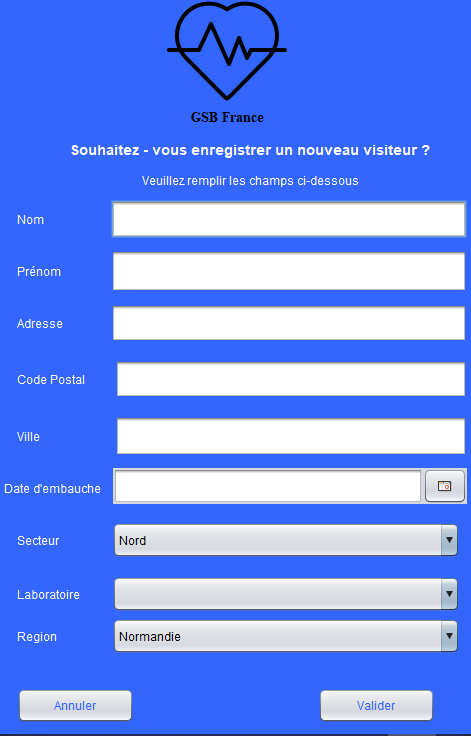 GSB France
Souhaitez - vous enregistrer un nouveau visiteur ?
Veuillez remplir les champs ci-dessous
Nom
Prénom
Adresse
Code Postal
Ville
Date d'embauche
Secteur Nord
Laboratoire
Region Normandie
Annuler Valider